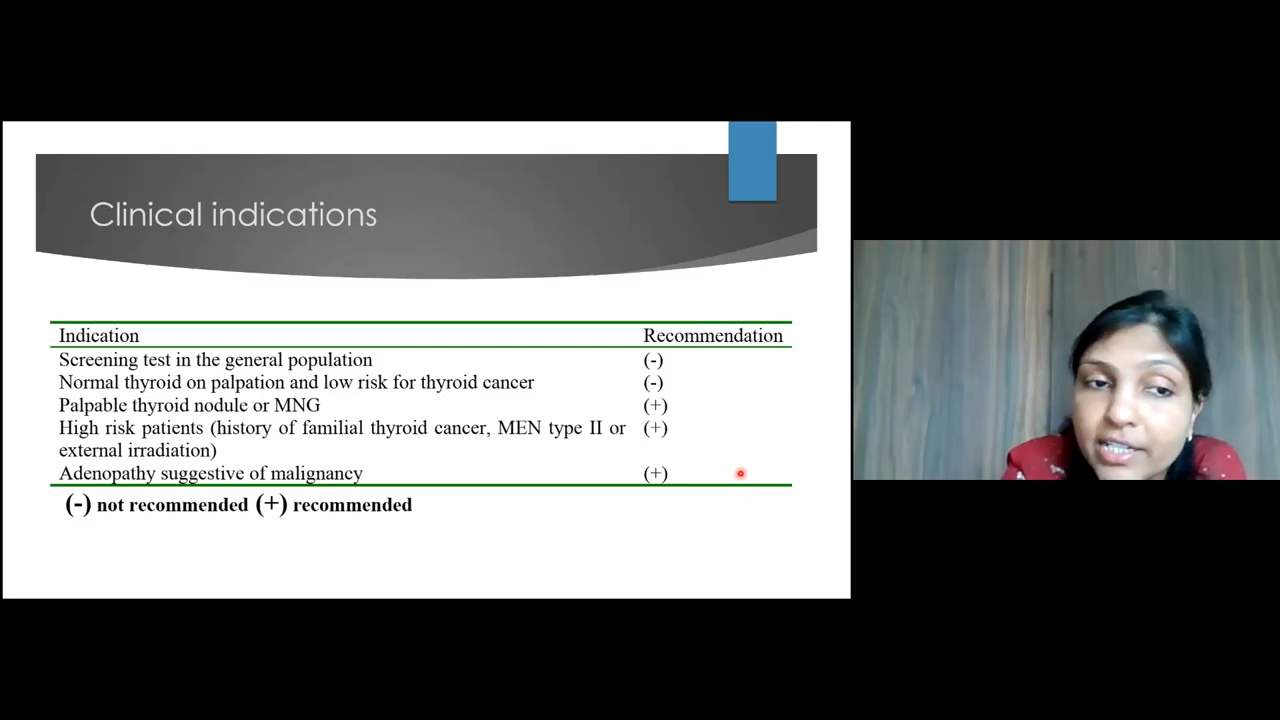 Clinical indications
Indication Recommendation
Screening test in the general population (-)
Normal thyroid on palpation and low risk for thyroid cancer (-)
Palpable thyroid nodule or MNG (+)
High risk patients (history of familial thyroid cancer, MEN type II or (+)
external irradiation)
Adenopathy suggestive of malignancy (+)
(-) not recommended (+) recommended